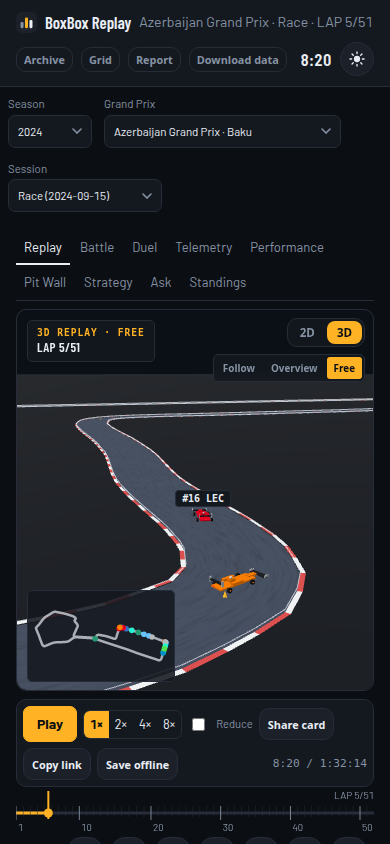 BoxBox Replay Azerbaijan Grand Prix · Race · LAP 5/51
Archive Grid Report Download data 8:20
Season Grand Prix
2024 Azerbaijan Grand Prix · Baku
Session
Race (2024-09-15)
Replay Battle Duel Telemetry Performance
Pit Wall Strategy Ask Standings
3D REPLAY · FREE
LAP 5/51
2D 3D
Follow Overview Free
#16 LEC
Play 1× 2× 4× 8× Reduce Share card
Copy link Save offline 8:20 / 1:32:14
LAP 5/51
1 10 20 30 40 50